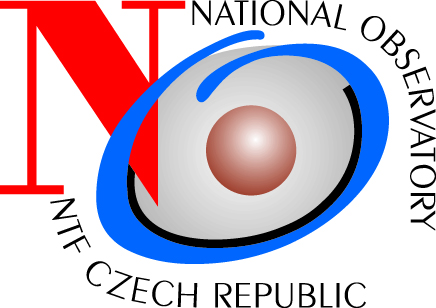 N
NATIONAL OBSERVATORY
NTF CZECH REPUBLIC